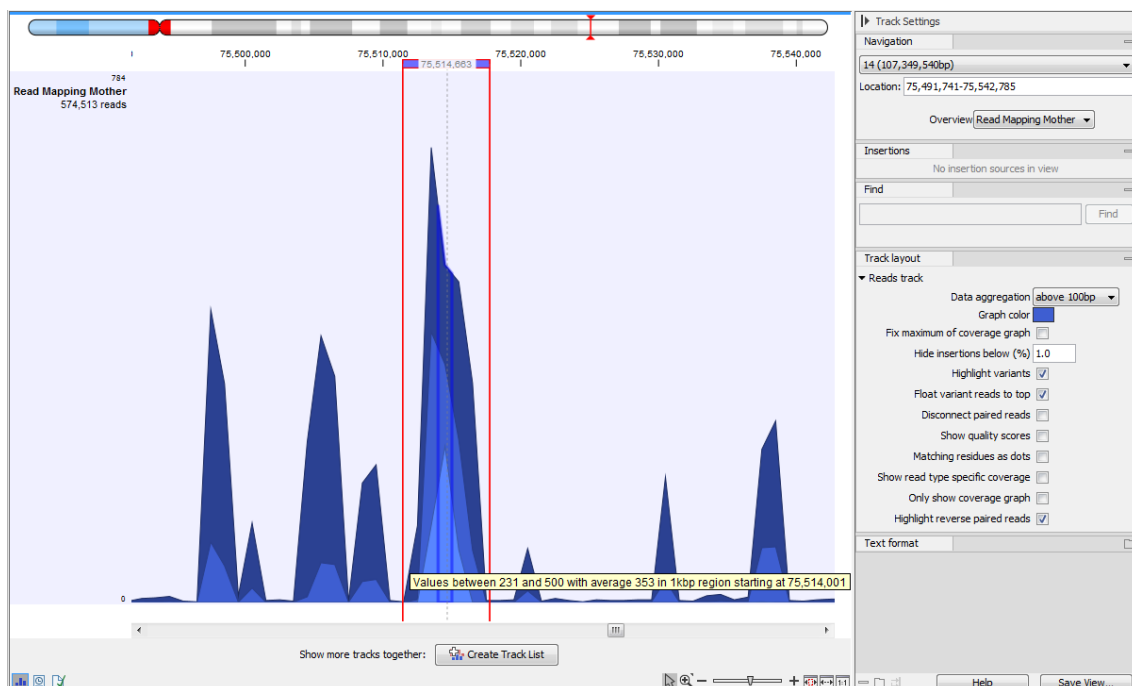 75,500,000 75,510,000 75,520,000 75,530,000 75,540,000
75,514,663
784
Read Mapping Mother
574,513 reads
0
Values between 231 and 500 with average 353 in 1kbp region starting at 75,514,001
Show more tracks together: Create Track List
1:1
Track Settings
Navigation
14 (107,349,540bp)
Location: 75,491,741-75,542,785
Overview Read Mapping Mother
Insertions
No insertion sources in view
Find
Find
Track layout
Reads track
Data aggregation above 100bp
Graph color
Fix maximum of coverage graph
Hide insertions below (%) 1.0
Highlight variants
Float variant reads to top
Disconnect paired reads
Show quality scores
Matching residues as dots
Show read type specific coverage
Only show coverage graph
Highlight reverse paired reads
Text format
Help Save View...